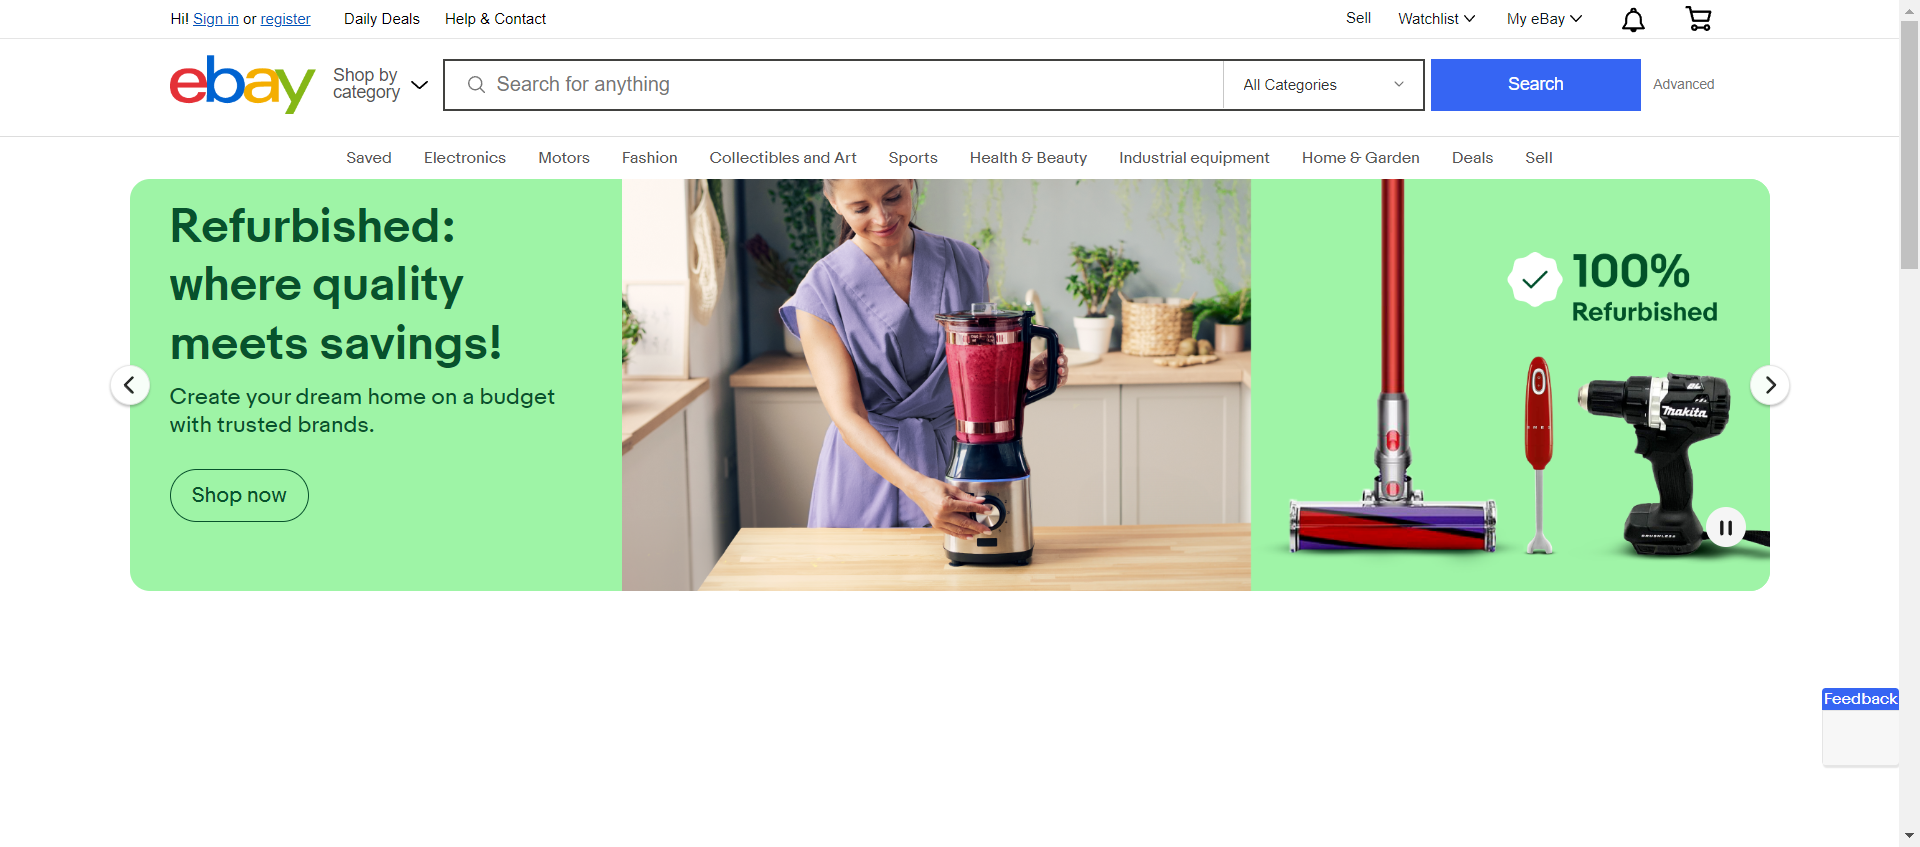 Hi! Sign in or register
Daily Deals
Help & Contact
Sell
Watchlist
My eBay
ebay
Shop by
category
Search for anything
All Categories
Search
Advanced
Saved
Electronics
Motors
Fashion
Collectibles and Art
Sports
Health & Beauty
Industrial equipment
Home & Garden
Deals
Sell
Refurbished:
where quality
meets savings!
Create your dream home on a budget
with trusted brands.
Shop now
100%
Refurbished
SMEG
makita
BRUSHLESS
Feedback